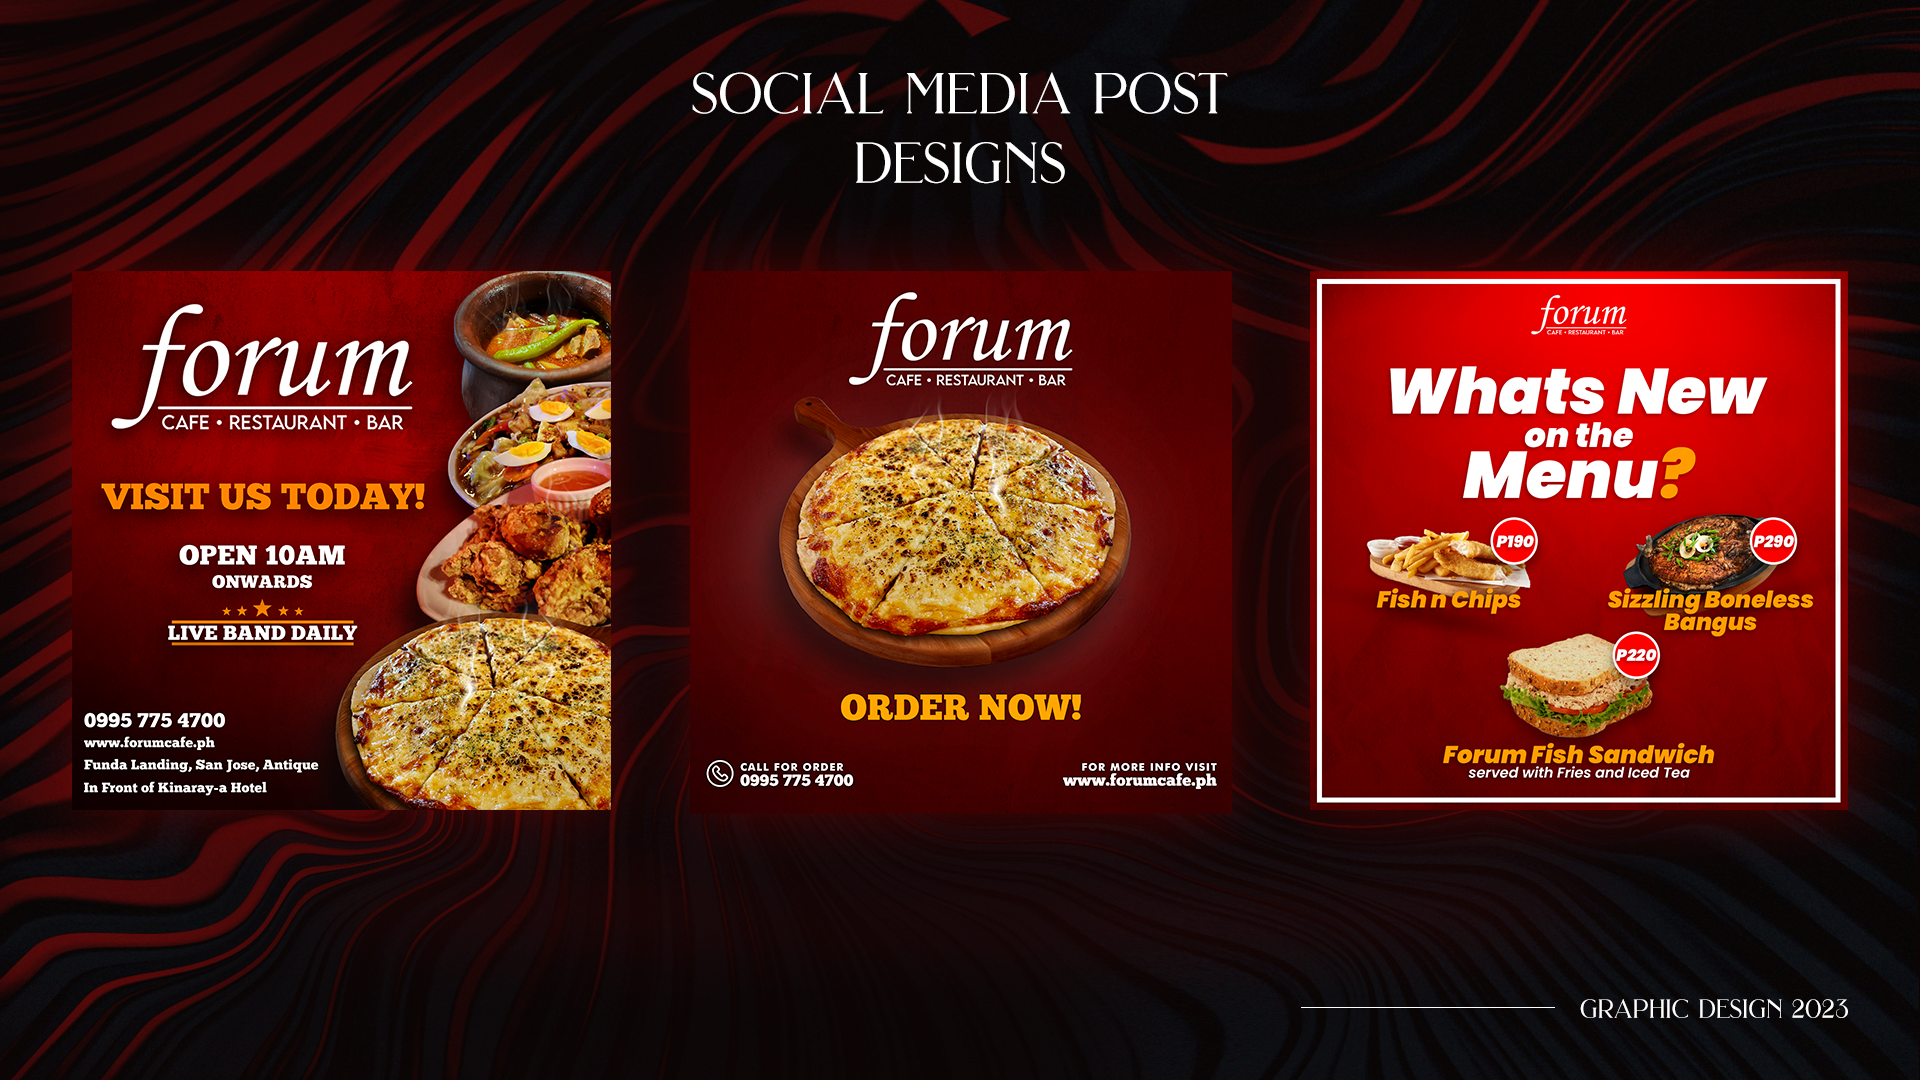 SOCIAL MEDIA POST
DESIGNS
forum
CAFE • RESTAURANT • BAR
VISIT US TODAY!
OPEN 10AM
ONWARDS
LIVE BAND DAILY
0995 775 4700
www.forumcafe.ph
Funda Landing, San Jose, Antique
In Front of Kinaray-a Hotel
forum
CAFE • RESTAURANT • BAR
ORDER NOW!
CALL FOR ORDER
0995 775 4700
FOR MORE INFO VISIT
www.forumcafe.ph
forum
CAFE • RESTAURANT • BAR
Whats New
on the
Menu?
P190
Fish n Chips
P290
Sizzling Boneless
Bangus
P220
Forum Fish Sandwich
served with Fries and Iced Tea
GRAPHIC DESIGN 2023